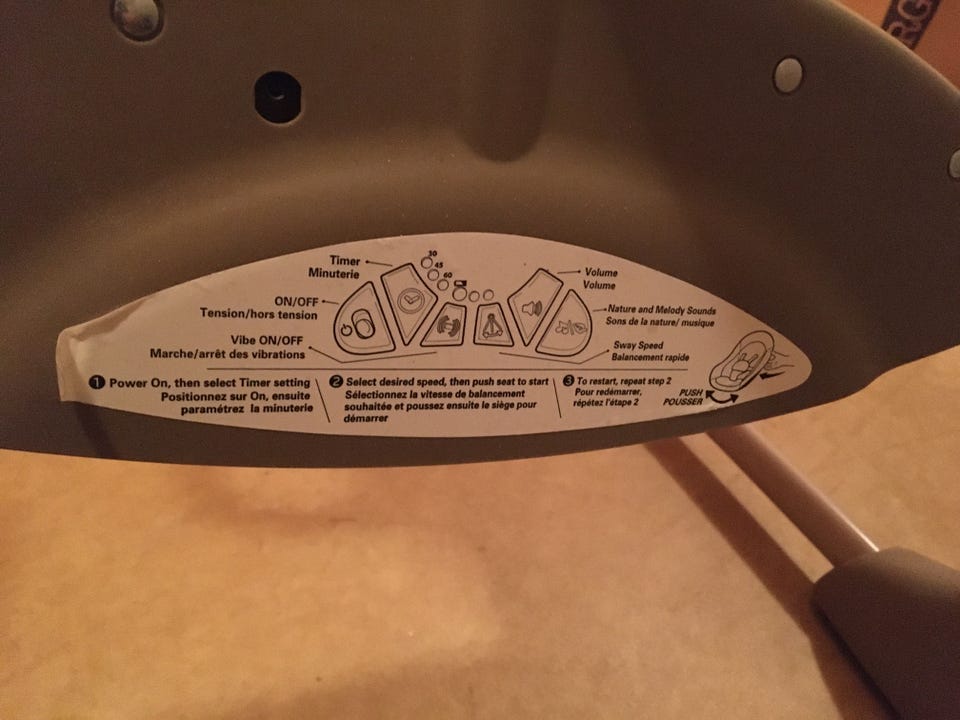 RG
30
45
60
Timer
Minuterie
ON/OFF
Tension/hors tension
Vibe ON/OFF
Marche/arrêt des vibrations
Volume
Volume
Nature and Melody Sounds
Sons de la nature/ musique
Sway Speed
Balancement rapide
1 Power On, then select Timer setting
Positionnez sur On, ensuite
paramétrez la minuterie
2 Select desired speed, then push seat to start
Sélectionnez la vitesse de balancement
souhaitée et poussez ensuite le siège pour
démarrer
3 To restart, repeat step 2
Pour redémarrer,
répétez l'étape 2
PUSH
POUSSER